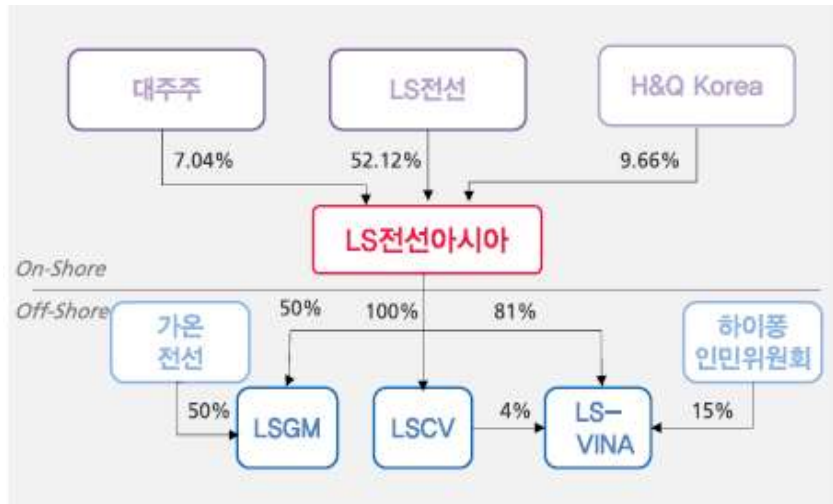 대주주
LS전선
H&Q Korea
7.04%
52.12%
9.66%
LS전선아시아
On-Shore
Off-Shore
50%
100%
81%
가온
전선
하이퐁
인민위원회
50%
LSGM
LSCV
4%
LS-
VINA
15%